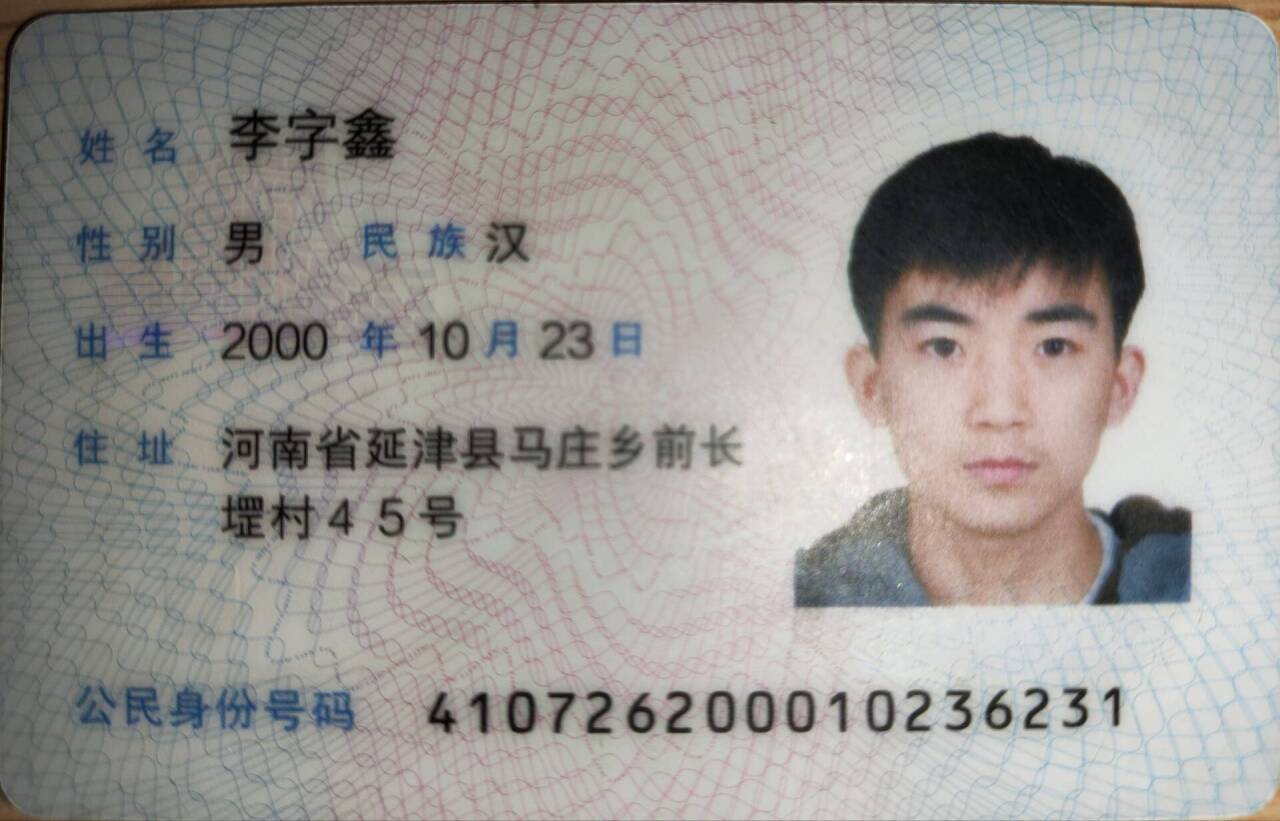 姓名 李字鑫
性别 男 民族 汉
出生 2000 年 10 月 23 日
住址 河南省延津县马庄乡前长
堽村45号
公民身份号码 410726200010236231